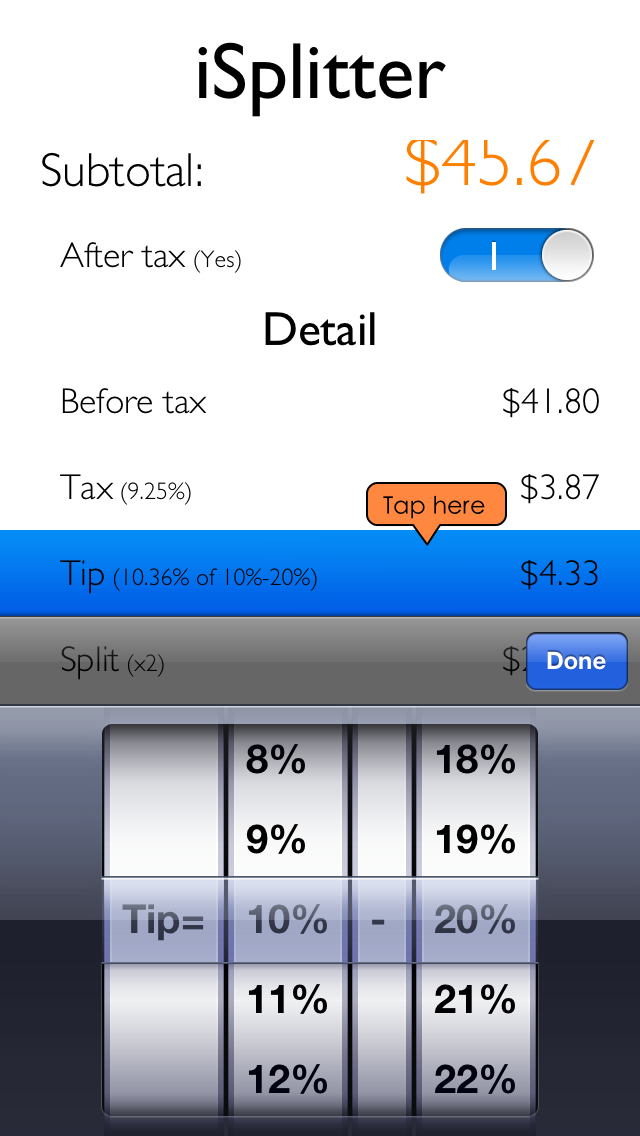 iSplitter
Subtotal: $45.67
After tax (Yes)
Detail
Before tax $41.80
Tax (9.25%) $3.87
Tap here
Tip (10.36% of 10%-20%) $4.33
Split (x2) Done
8% 18%
9% 19%
Tip= 10% - 20%
11% 21%
12% 22%